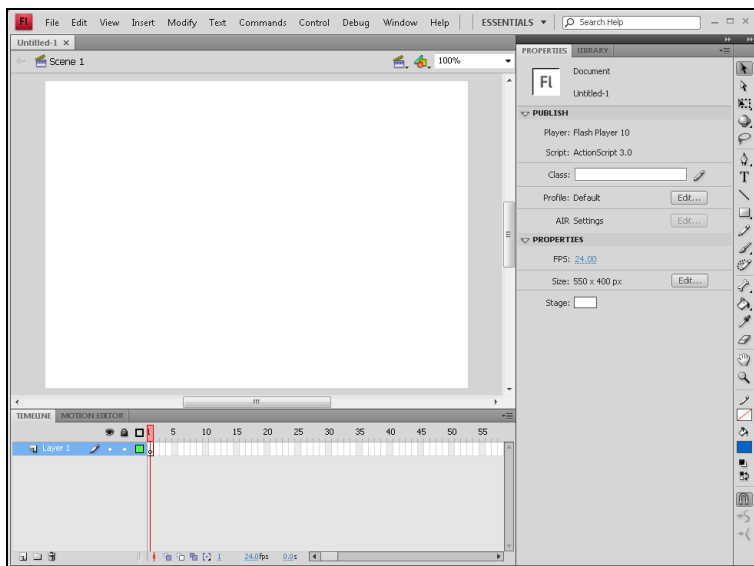 Fl File Edit View Insert Modify Text Commands Control Debug Window Help ESSENTIALS Search Help
Untitled-1
Scene 1 100%
PROPERTIES LIBRARY
Fl
Document
Untitled-1
PUBLISH
Player: Flash Player 10
Script: ActionScript 3.0
Class:
Profile: Default Edit...
AIR Settings Edit...
PROPERTIES
FPS: 24.00
Size: 550 x 400 px Edit...
Stage:
TIMELINE MOTION EDITOR
1 5 10 15 20 25 30 35 40 45 50 55
Layer 1
1 24.0fps 0.0s